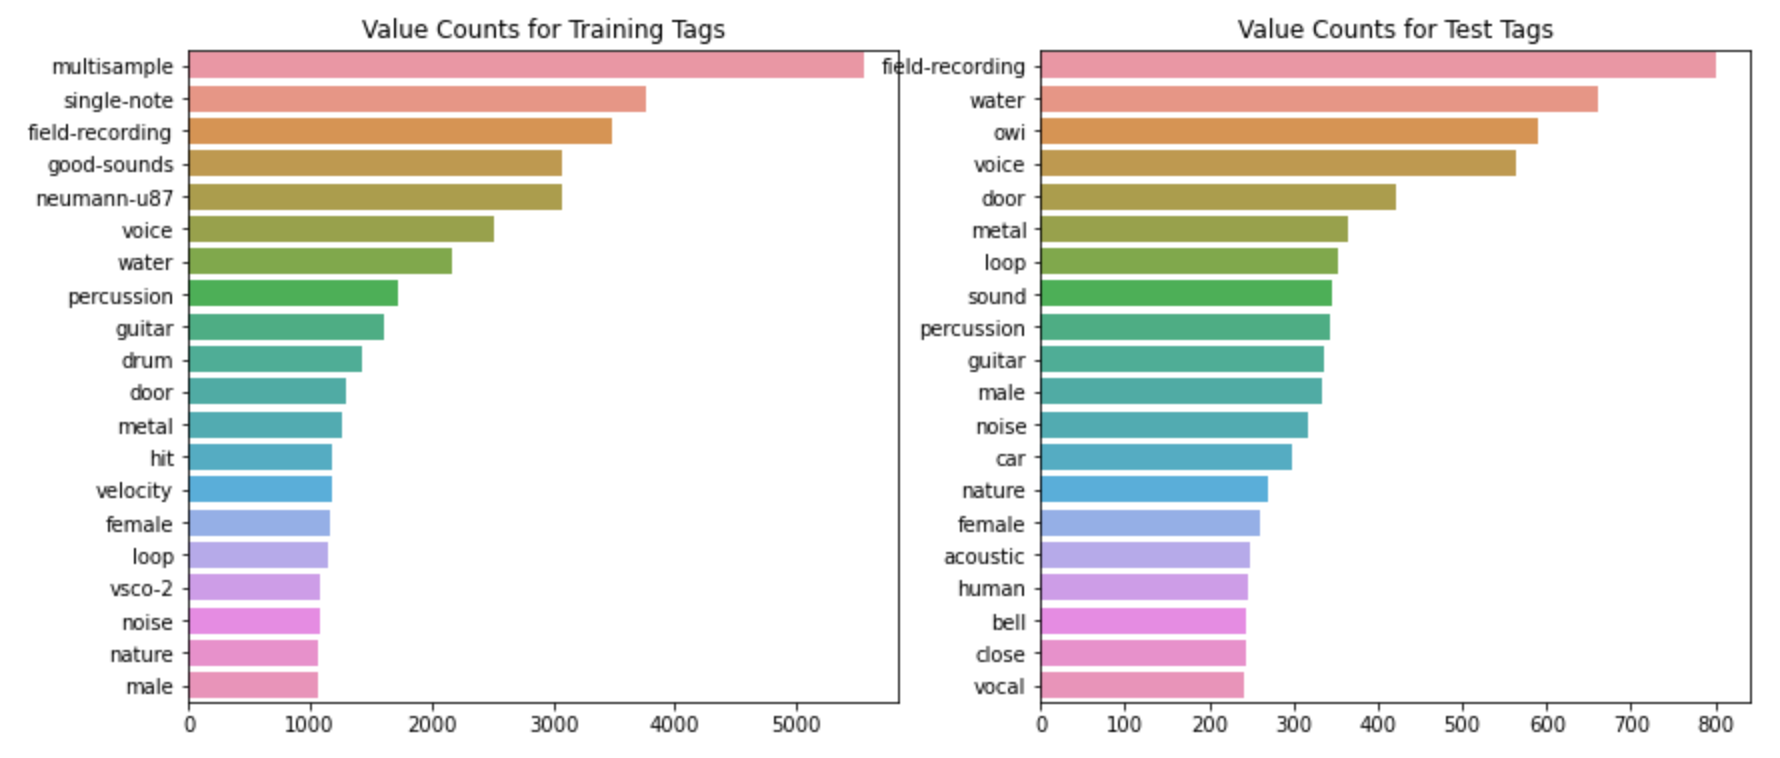 Value Counts for Training Tags
multisample
single-note
field-recording
good-sounds
neumann-u87
voice
water
percussion
guitar
drum
door
metal
hit
velocity
female
loop
vsco-2
noise
nature
male
0 1000 2000 3000 4000 5000
Value Counts for Test Tags
field-recording
water
owi
voice
door
metal
loop
sound
percussion
guitar
male
noise
car
nature
female
acoustic
human
bell
close
vocal
0 100 200 300 400 500 600 700 800